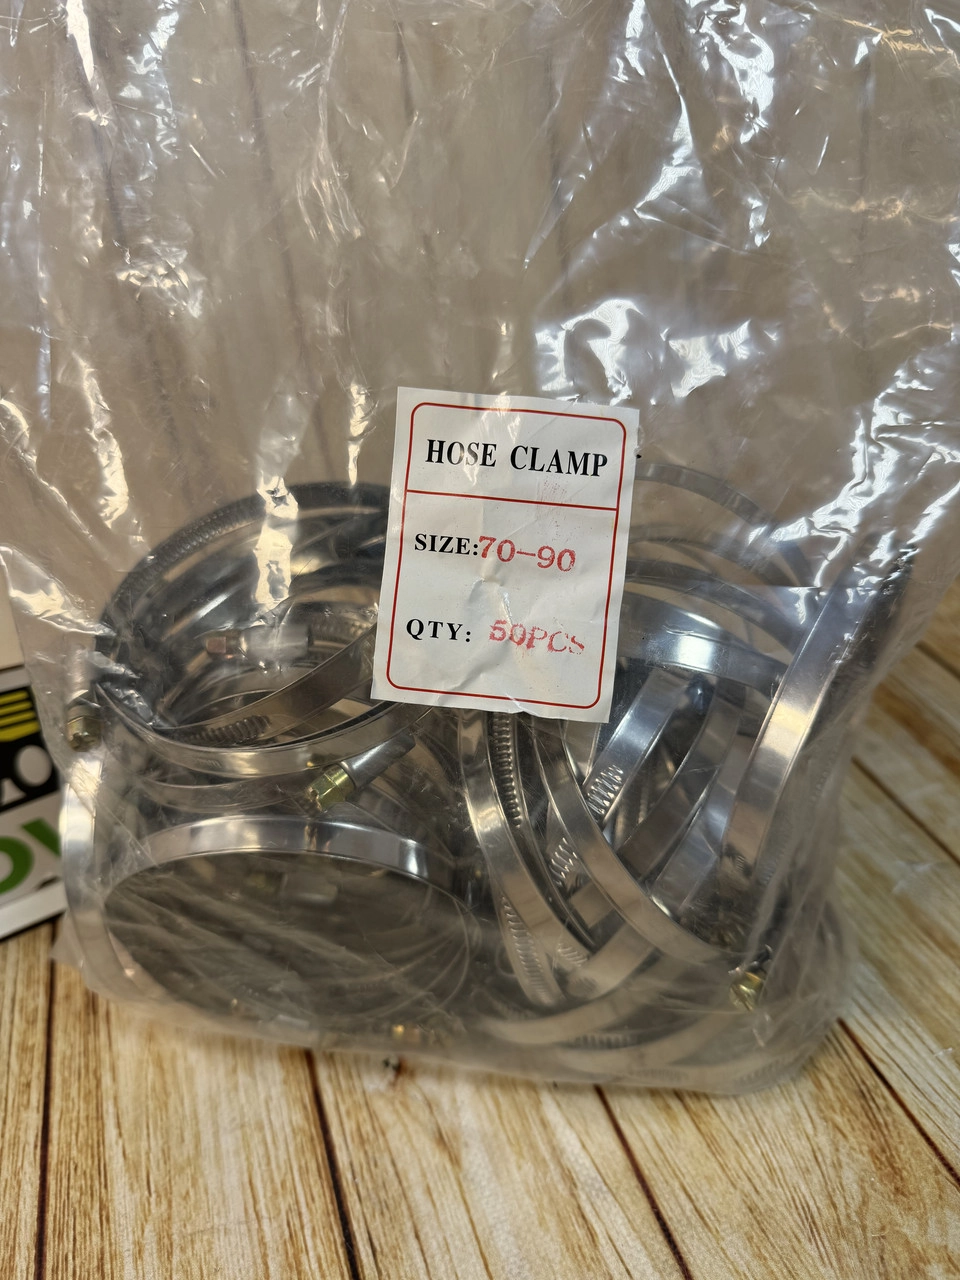 HOSE CLAMP
SIZE:70-90
QTY: 50PCS